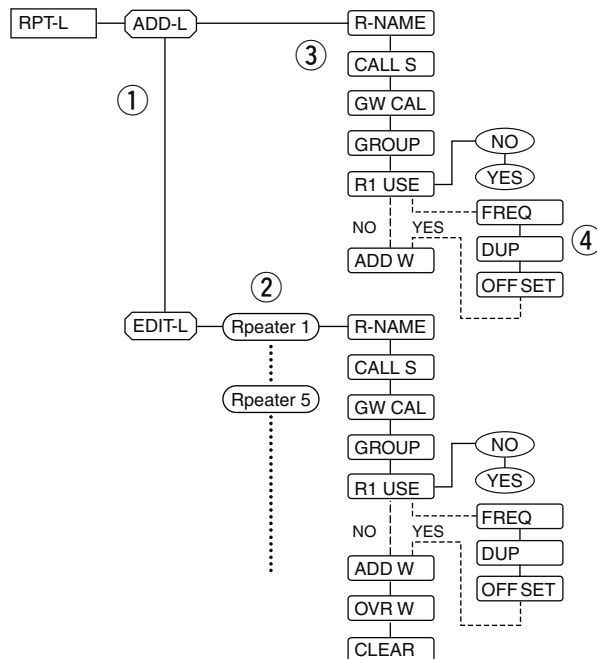 RPT-L
ADD-L
R-NAME
③
CALL S
①
GW CAL
GROUP
NO
R1 USE
YES
FREQ
NO
YES
④
DUP
ADD W
OFF SET
②
EDIT-L
Rpeater 1
R-NAME
CALL S
Rpeater 5
GW CAL
GROUP
NO
R1 USE
YES
FREQ
NO
YES
DUP
ADD W
OFF SET
OVR W
CLEAR